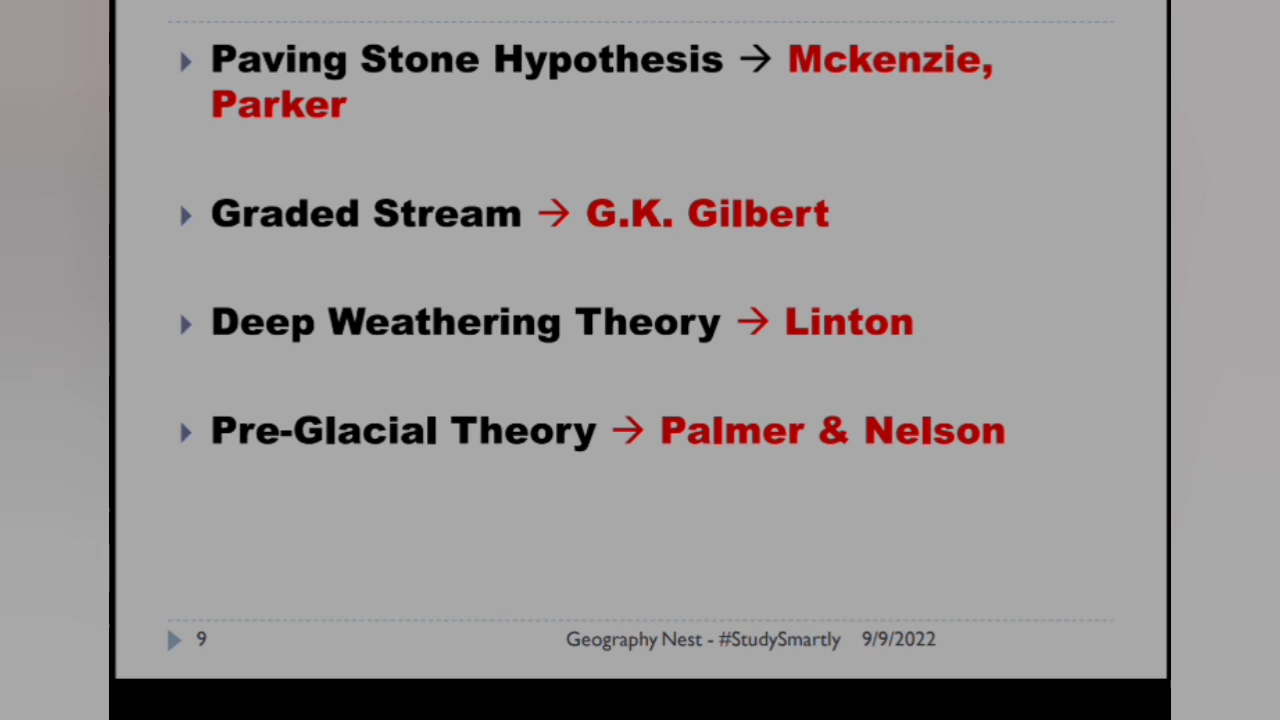 Paving Stone Hypothesis → Mckenzie,
Parker
Graded Stream → G.K. Gilbert
Deep Weathering Theory → Linton
Pre-Glacial Theory → Palmer & Nelson
9 Geography Nest - #StudySmartly 9/9/2022